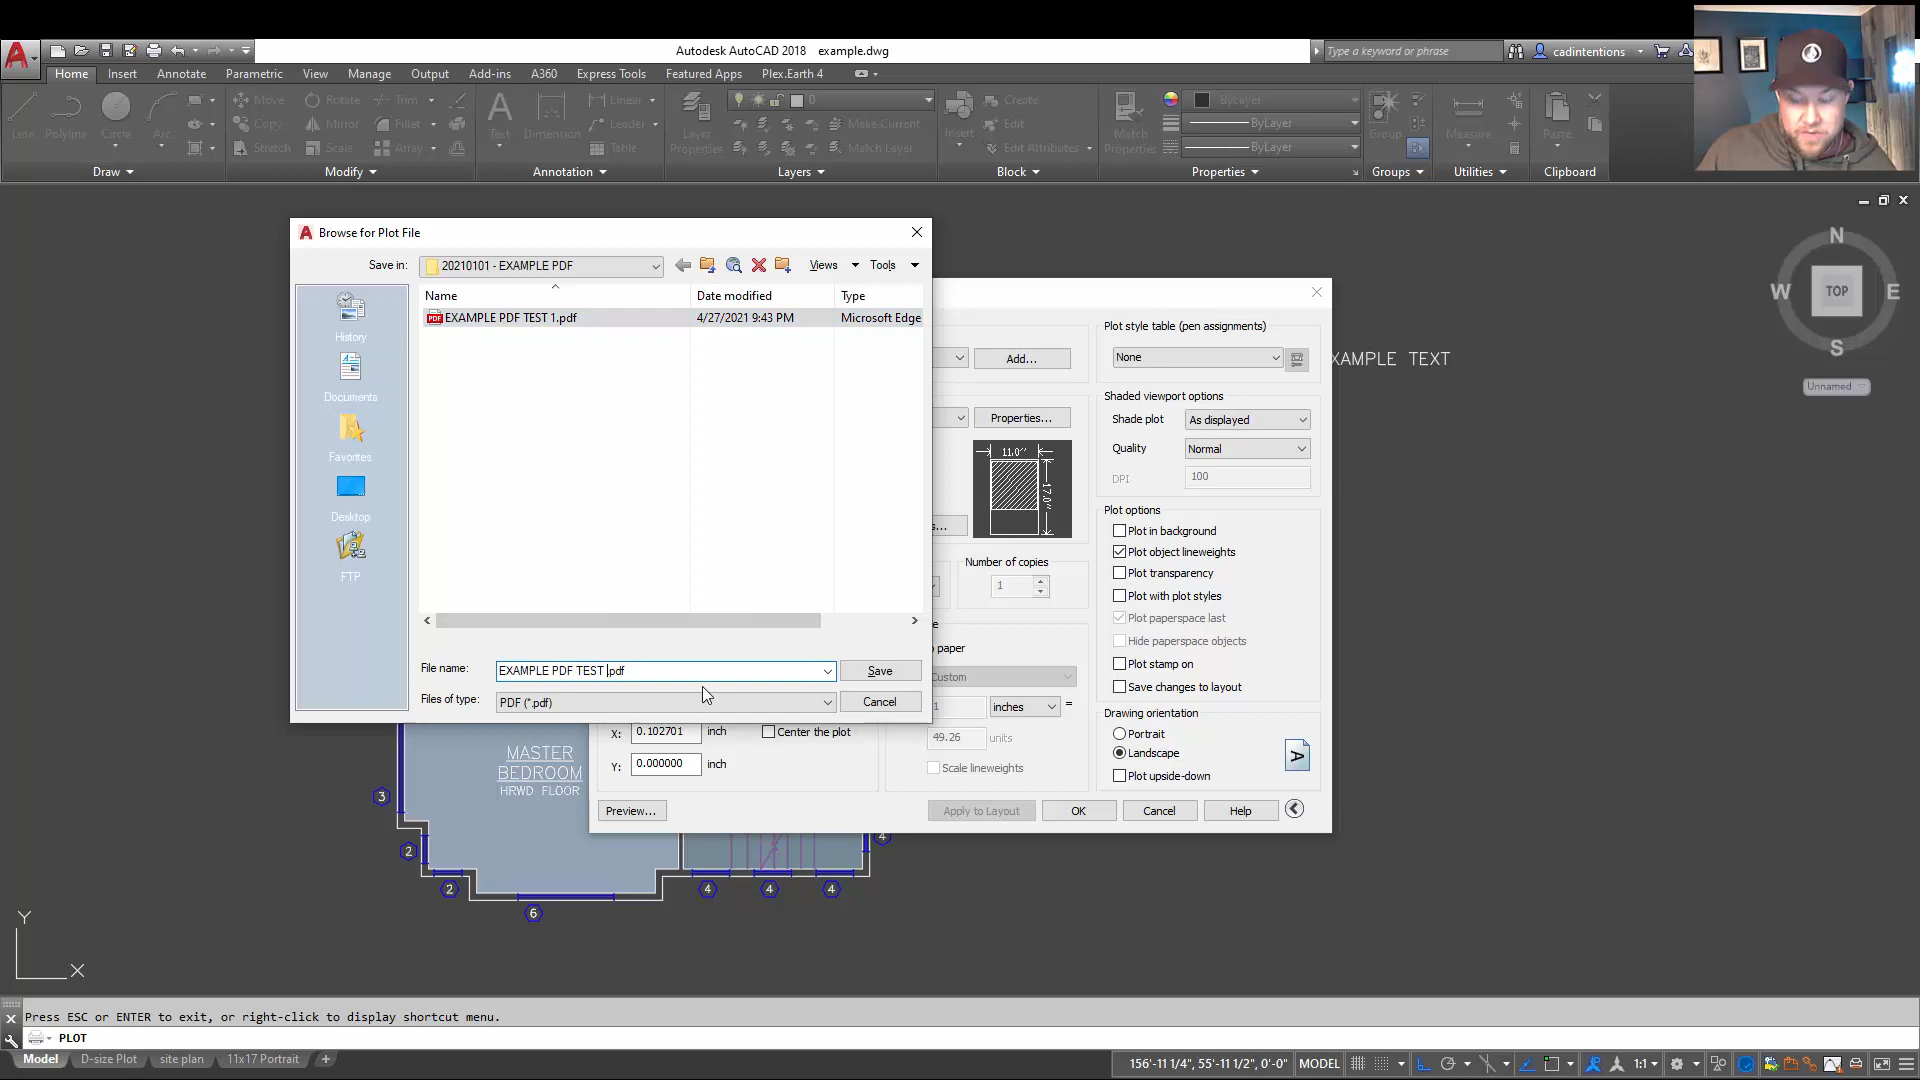 Autodesk AutoCAD 2018 example.dwg
Type a keyword or phrase
cadintentions
Home Insert Annotate Parametric View Manage Output Add-ins A360 Express Tools Featured Apps Plex.Earth 4
Line Polyline Circle Arc
Move Rotate Trim
Copy Mirror Fillet
Stretch Scale Array
Text Dimension
Linear
Leader
Table
Layer Properties
0
Make Current
Match Layer
Insert
Create
Edit
Edit Attributes
Match Properties
ByLayer
ByLayer
ByLayer
Group
Measure
Paste
Draw Modify Annotation Layers Block Properties Groups Utilities Clipboard
Browse for Plot File
Save in: 20210101 - EXAMPLE PDF Views Tools
Name Date modified Type
EXAMPLE PDF TEST 1.pdf 4/27/2021 9:43 PM Microsoft Edge
History
Documents
Favorites
Desktop
FTP
File name: EXAMPLE PDF TEST .pdf Save
Files of type: PDF (*.pdf) Cancel
Add...
Properties...
11.0''
17.0''
...
Number of copies
1
paper
Custom
inches =
49.26 units
Scale lineweights
X: 0.102701 inch Center the plot
Y: 0.000000 inch
Preview... Apply to Layout OK Cancel Help
Plot style table (pen assignments)
None
Shaded viewport options
Shade plot As displayed
Quality Normal
DPI 100
Plot options
Plot in background
Plot object lineweights
Plot transparency
Plot with plot styles
Plot paperspace last
Hide paperspace objects
Plot stamp on
Save changes to layout
Drawing orientation
Portrait
Landscape
Plot upside-down
A
XAMPLE TEXT
N
W TOP E
S
Unnamed
MASTER
BEDROOM
HRWD FLOOR
3
2
2
6
4 4 4
4
Y
X
Press ESC or ENTER to exit, or right-click to display shortcut menu.
PLOT
Model D-size Plot site plan 11x17 Portrait +
156'-11 1/4", 55'-11 1/2", 0'-0" MODEL 1:1